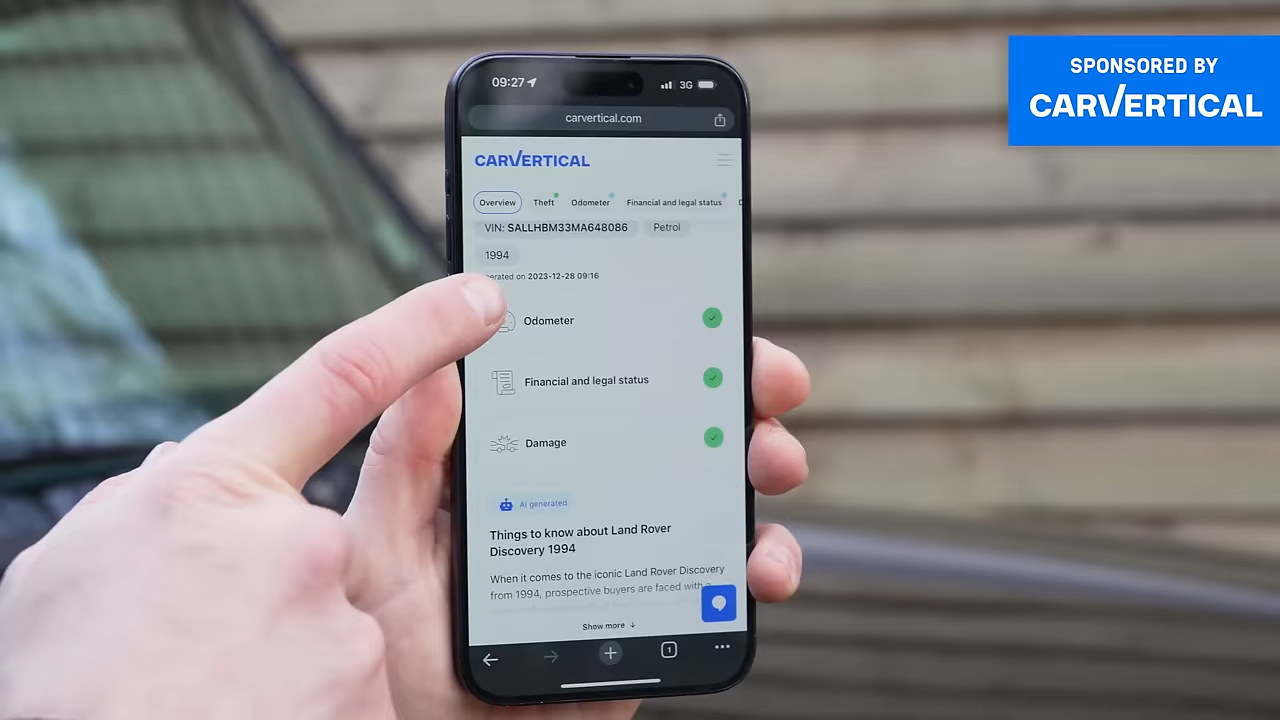 SPONSORED BY
CARVERTICAL
09:27
3G
carvertical.com
CARVERTICAL
Overview Theft Odometer Financial and legal status D
VIN: SALLHBM33MA648086 Petrol
1994
erated on 2023-12-28 09:16
Odometer
Financial and legal status
Damage
AI generated
Things to know about Land Rover
Discovery 1994
When it comes to the iconic Land Rover Discovery
from 1994, prospective buyers are faced with a
Show more ↓
1